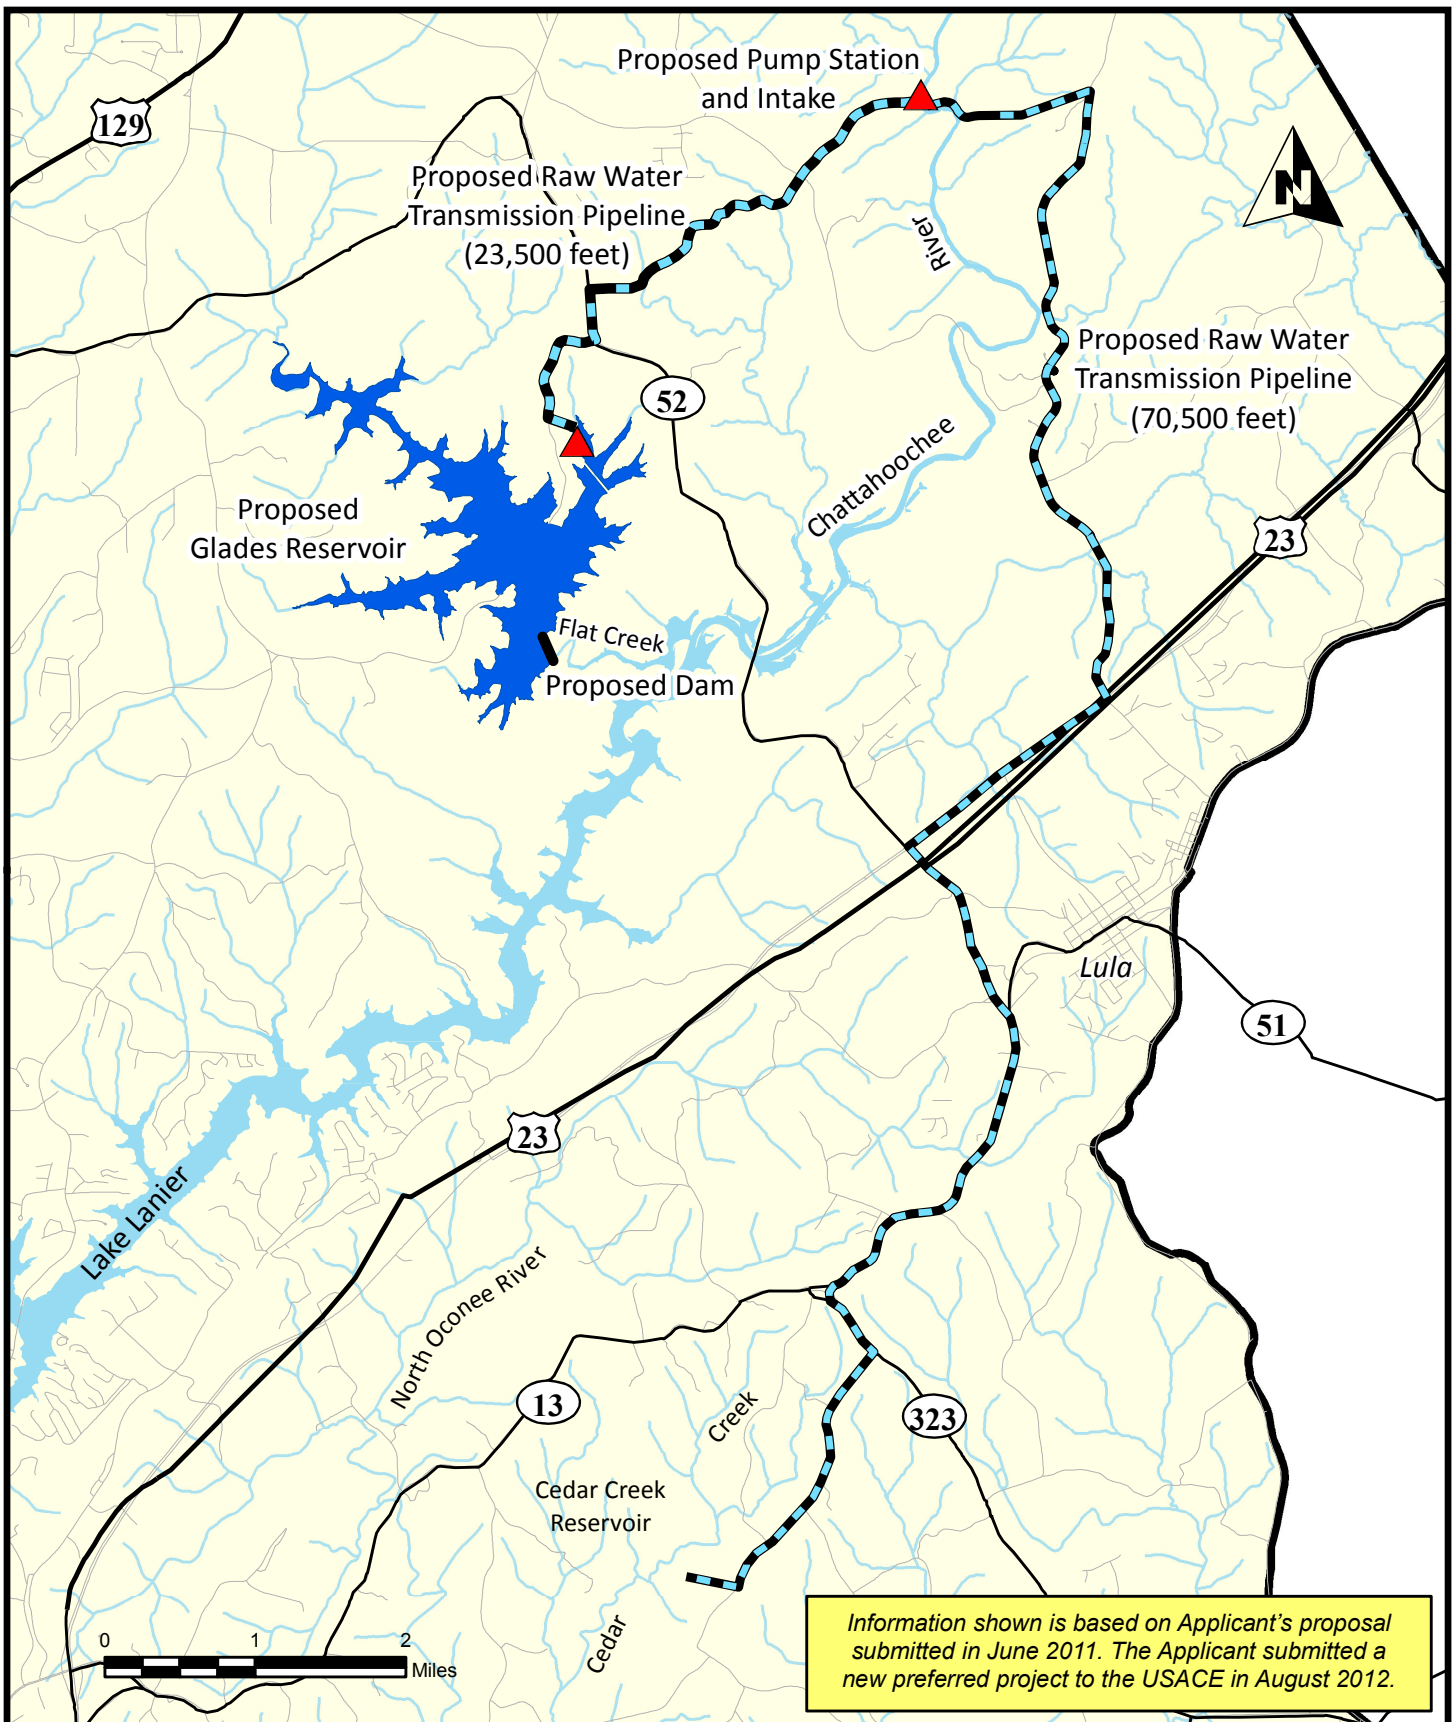 Proposed Pump Station
and Intake
129
Proposed Raw Water
Transmission Pipeline
(23,500 feet)
N
River
Proposed Raw Water
Transmission Pipeline
(70,500 feet)
52
Chattahoochee
Proposed
Glades Reservoir
23
Flat Creek
Proposed Dam
Lula
51
23
Lake Lanier
North Oconee River
13
Creek
323
Cedar Creek
Reservoir
Cedar
0 1 2
Miles
Information shown is based on Applicant’s proposal
submitted in June 2011. The Applicant submitted a
new preferred project to the USACE in August 2012.